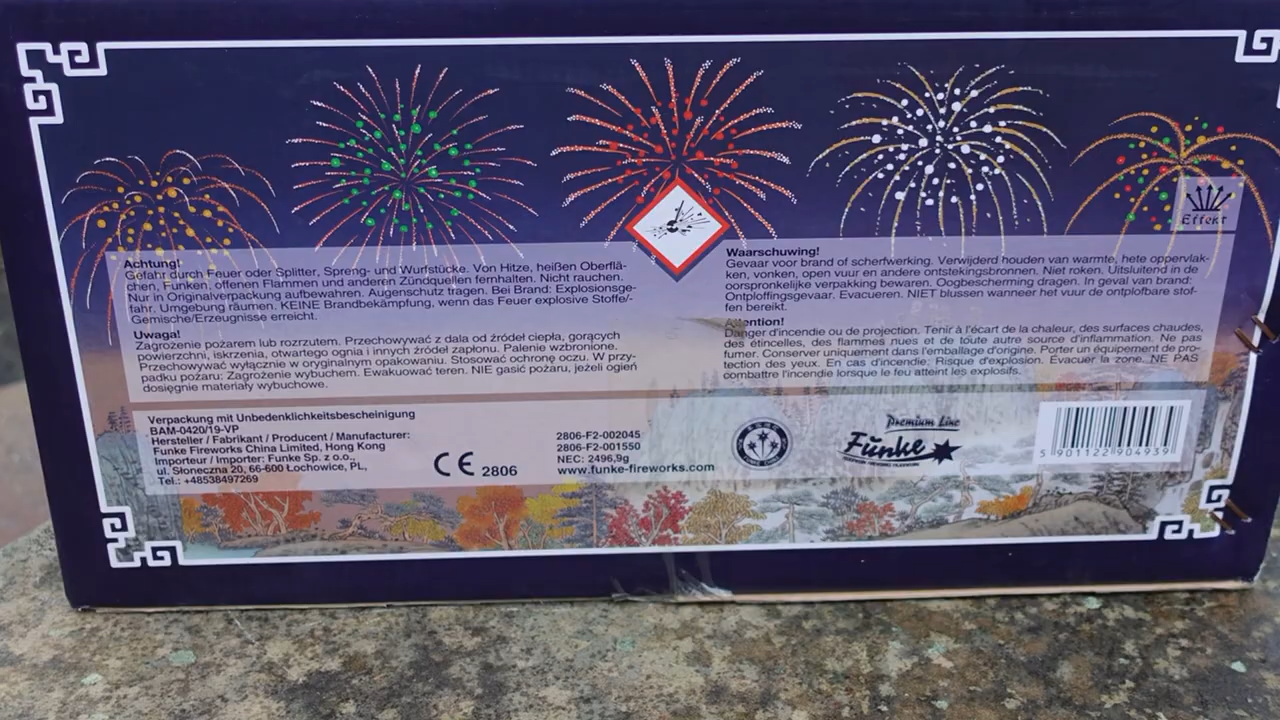 Effekt
Achtung!
Gefahr durch Feuer oder Splitter, Spreng- und Wurfstücke. Von Hitze, heißen Oberflä-
chen, Funken, offenen Flammen und anderen Zündquellen fernhalten. Nicht rauchen.
Nur in Originalverpackung aufbewahren. Augenschutz tragen. Bei Brand: Explosionsge-
fahr. Umgebung räumen. KEINE Brandbekämpfung, wenn das Feuer explosive Stoffe/-
Gemische/Erzeugnisse erreicht.
Uwaga!
Zagrożenie pożarem lub rozrzutem. Przechowywać z dala od źródeł ciepła, gorących
powierzchni, iskrzenia, otwartego ognia i innych źródeł zapłonu. Palenie wzbronione.
Przechowywać wyłącznie w oryginalnym opakowaniu. Stosować ochronę oczu. W przy-
padku pożaru: Zagrożenie wybuchem. Ewakuować teren. NIE gasić pożaru, jeżeli ogień
dosięgnie materiały wybuchowe.
Waarschuwing!
Gevaar voor brand of scherfwerking. Verwijderd houden van warmte, hete oppervlak-
ken, vonken, open vuur en andere ontstekingsbronnen. Niet roken. Uitsluitend in de
oorspronkelijke verpakking bewaren. Oogbescherming dragen. In geval van brand:
Ontploffingsgevaar. Evacueren. NIET blussen wanneer het vuur de ontplofbare stof-
fen bereikt.
Attention!
Danger d'incendie ou de projection. Tenir à l'écart de la chaleur, des surfaces chaudes,
des étincelles, des flammes nues et de toute autre source d'inflammation. Ne pas
fumer. Conserver uniquement dans l'emballage d'origine. Porter un équipement de pro-
tection des yeux. En cas d'incendie: Risque d'explosion. Évacuer la zone. NE PAS
combattre l'incendie lorsque le feu atteint les explosifs.
Verpackung mit Unbedenklichkeitsbescheinigung
BAM-0420/19-VP
Hersteller / Fabrikant / Producent / Manufacturer:
Funke Fireworks China Limited, Hong Kong
Importeur / Importer: Funke Sp. z o.o.,
ul. Słoneczna 20, 66-600 Łochowice, PL,
Tel.: +48538497269
CE 2806
2806-F2-002045
2806-F2-001550
NEC: 2496,9g
www.funke-fireworks.com
Premium Line
Funke
5 901122 904939